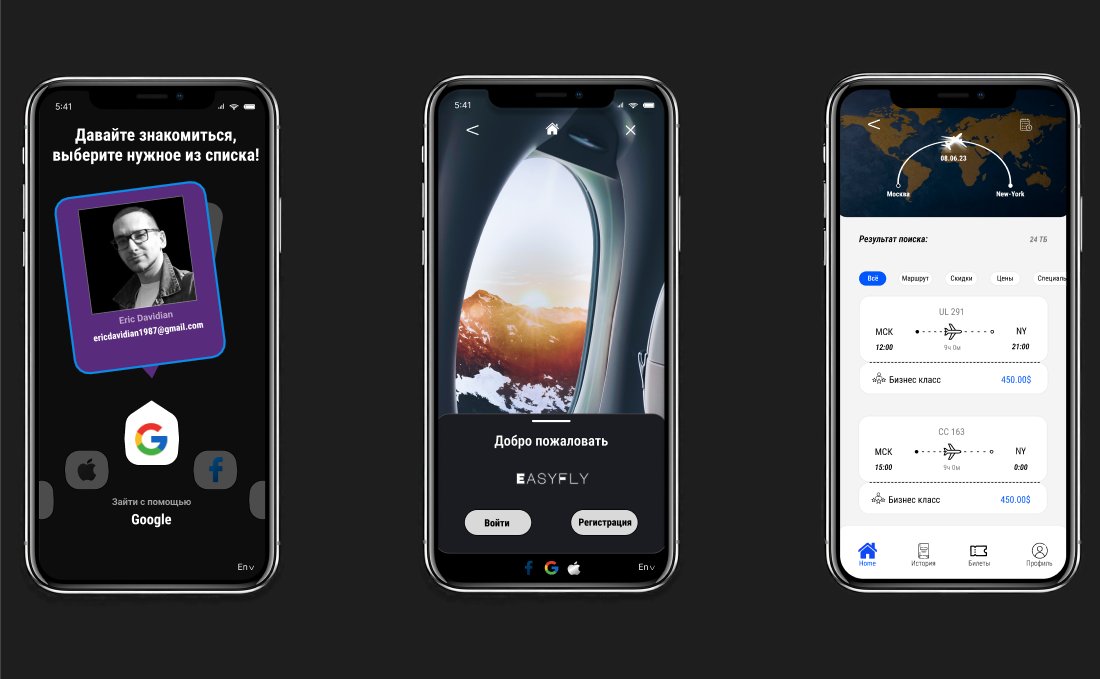 5:41
Давайте знакомиться,
выберите нужное из списка!
Eric Davidian
ericdavidian1987@gmail.com
Зайти с помощью
Google
En
5:41
Добро пожаловать
EASYFLY
Войти
Регистрация
En
08.06.23
Москва
New-York
Результат поиска:
24 ТБ
Всё
Маршрут
Скидки
Цены
Специаль
UL 291
МСК
NY
12:00
9ч 0м
21:00
Бизнес класс
450.00$
CC 163
МСК
NY
15:00
9ч 0м
0:00
Бизнес класс
450.00$
Home
История
Билеты
Профиль